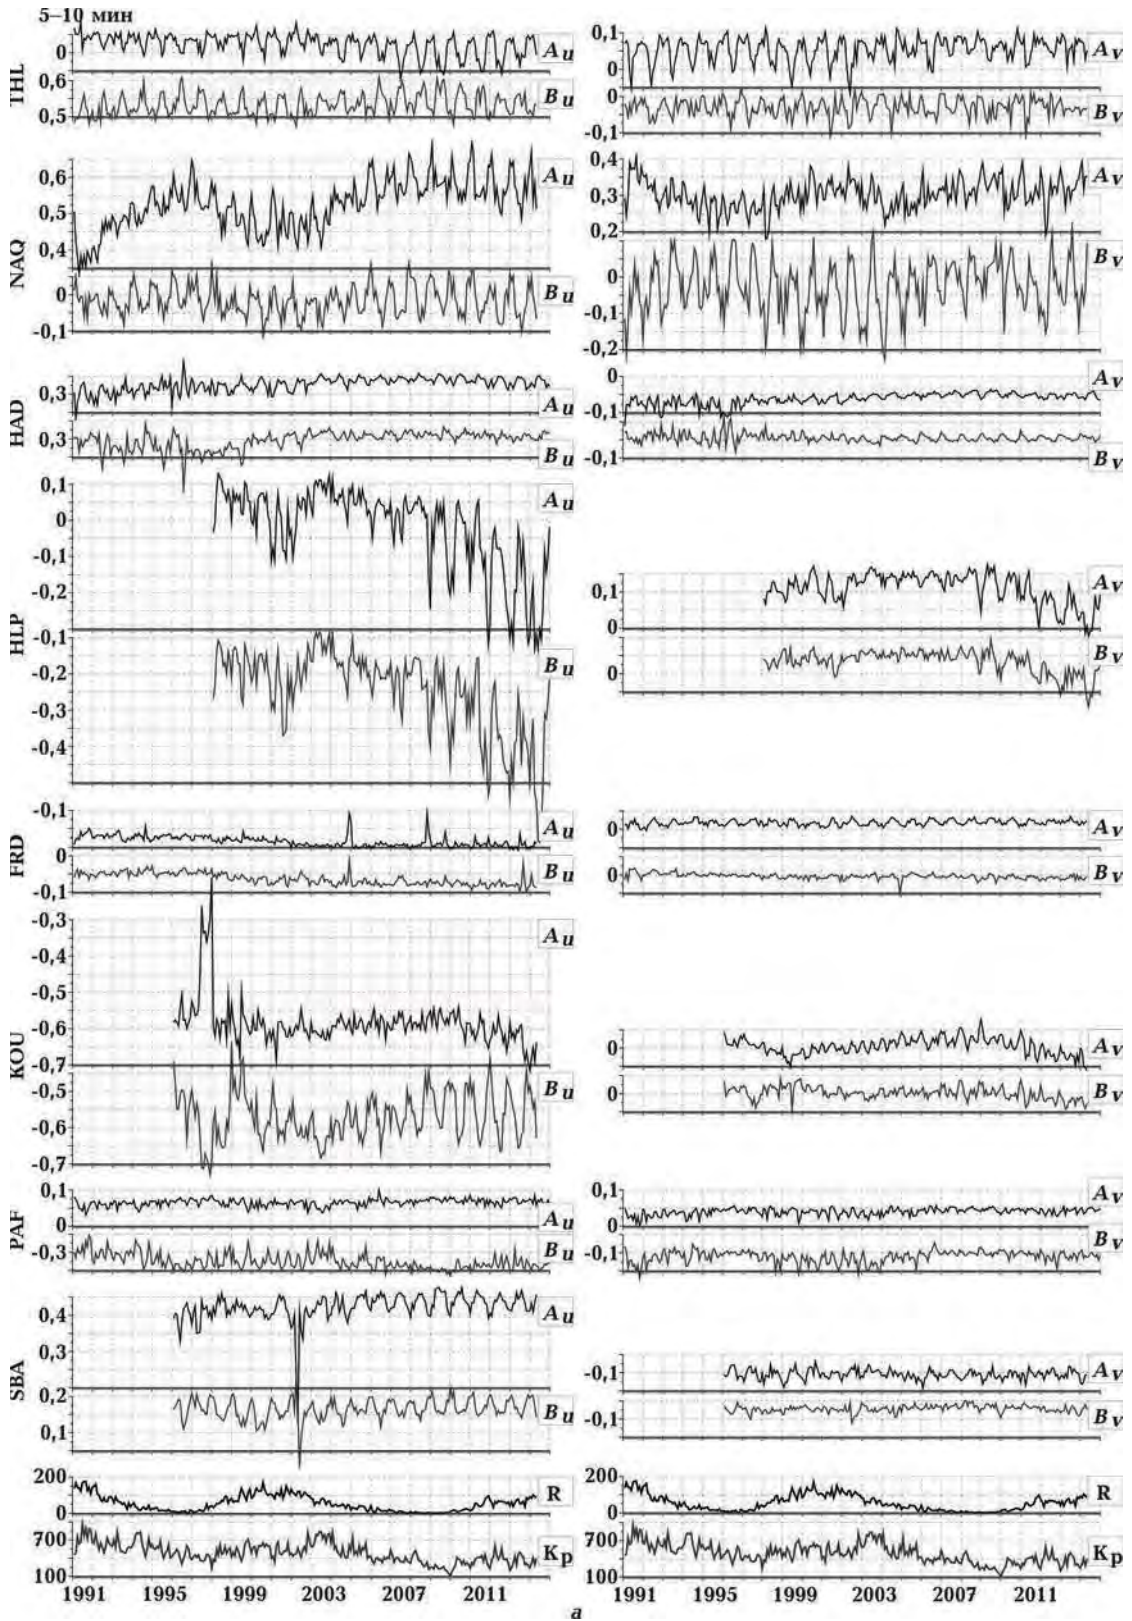 5–10 мин
THL
0
Au
0,6
0,5
Bu
NAQ
0,6
0,5
0,4
Au
0
-0,1
Bu
HAD
0,3
Au
0,3
Bu
HLP
0,1
0
-0,1
-0,2
Au
-0,1
-0,2
-0,3
-0,4
Bu
FRD
-0,1
Au
0
-0,1
Bu
KOU
-0,3
-0,4
-0,5
-0,6
-0,7
Au
-0,5
-0,6
-0,7
Bu
PAF
0,1
0
Au
-0,3
Bu
SBA
0,4
0,3
Au
0,2
0,1
Bu
200
0
R
700
100
Kp
1991 1995 1999 2003 2007 2011
0,1
0
Av
0
-0,1
Bv
0,4
0,3
0,2
Av
0
-0,1
-0,2
Bv
0
-0,1
Av
-0,1
Bv
0,1
0
Av
0
Bv
0
Av
0
Bv
0
Av
0
Bv
0,1
0
Av
-0,1
Bv
-0,1
Av
-0,1
Bv
200
0
R
700
100
Kp
1991 1995 1999 2003 2007 2011
a